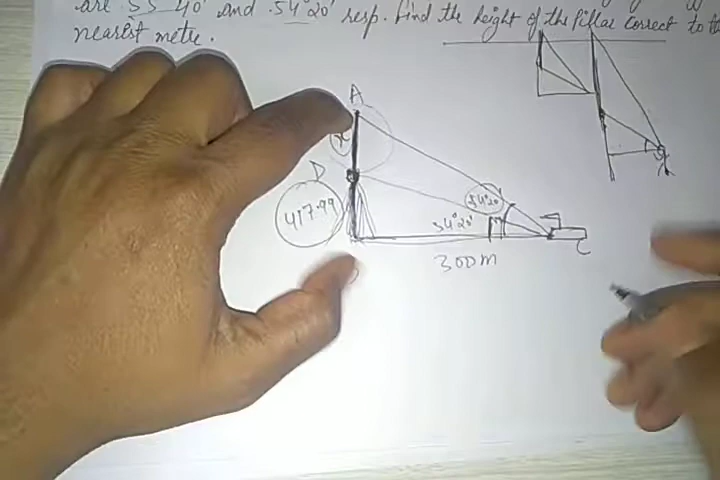 are 55°40' and 54°20' resp. find the height of the pillar correct to the
nearest metre.
A
x
D
417.99
54°20'
54°20'
300m
C